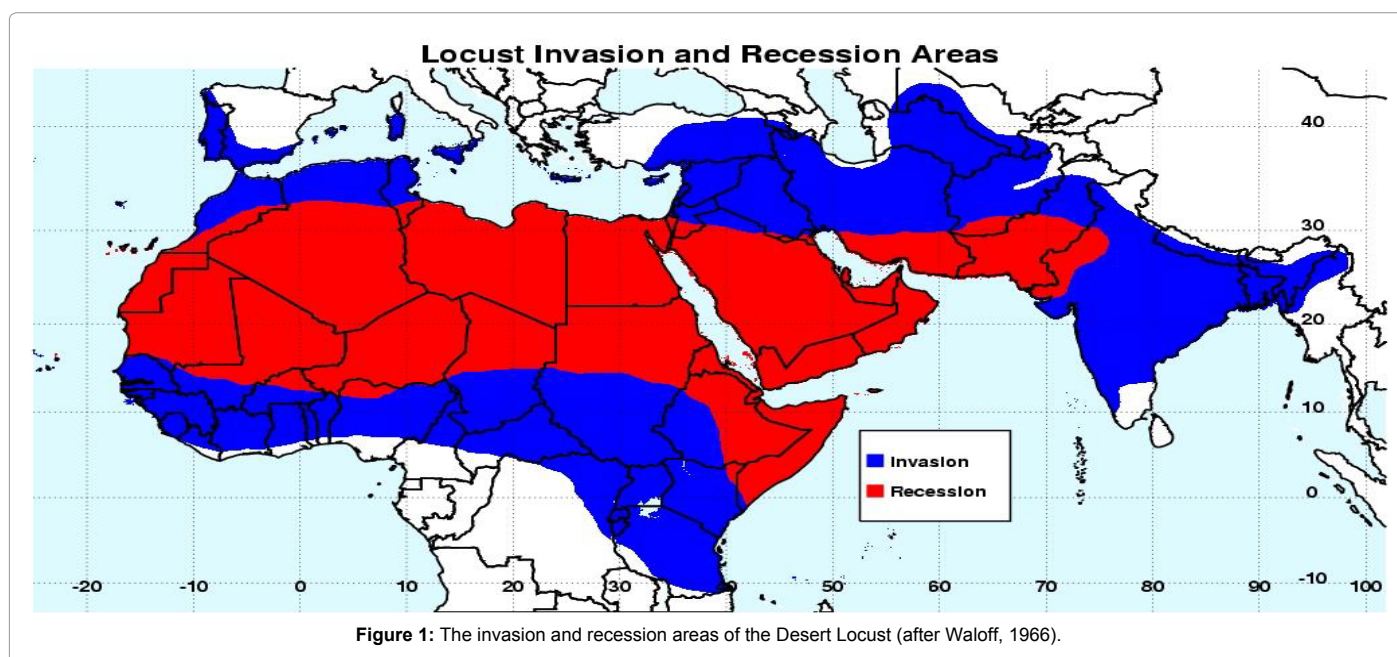 Locust Invasion and Recession Areas
40
30
20
10
0
-10
Invasion
Recession
-20 -10 0 10 20 30 40 50 60 70 80 90 100
Figure 1: The invasion and recession areas of the Desert Locust (after Waloff, 1966).